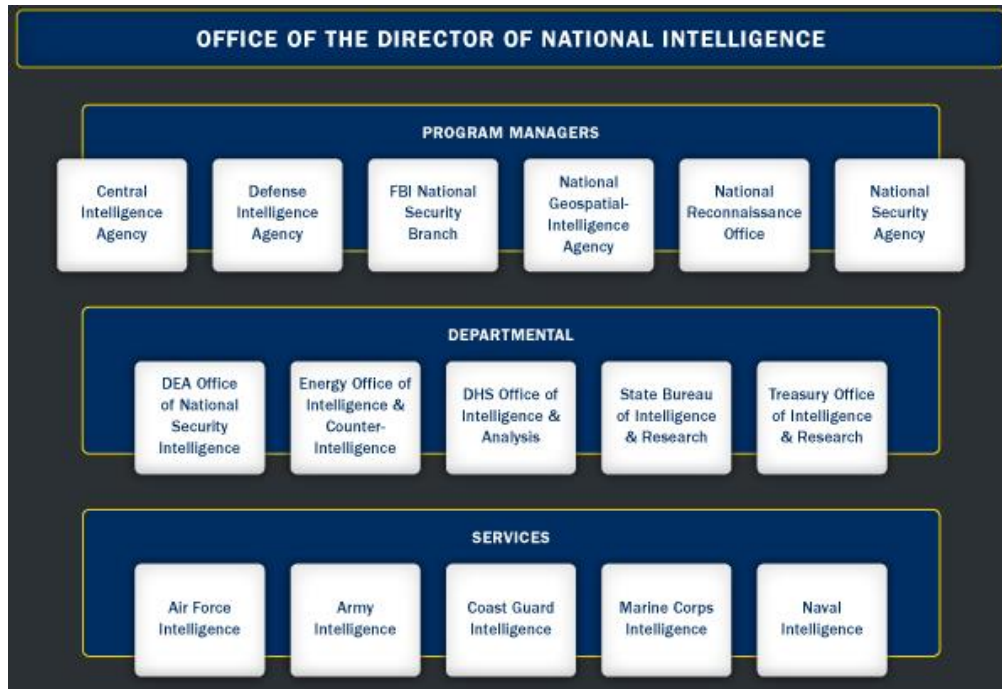 OFFICE OF THE DIRECTOR OF NATIONAL INTELLIGENCE
PROGRAM MANAGERS
Central
Intelligence
Agency
Defense
Intelligence
Agency
FBI National
Security
Branch
National
Geospatial-
Intelligence
Agency
National
Reconnaissance
Office
National
Security
Agency
DEPARTMENTAL
DEA Office
of National
Security
Intelligence
Energy Office of
Intelligence &
Counter-
Intelligence
DHS Office of
Intelligence &
Analysis
State Bureau
of Intelligence
& Research
Treasury Office
of Intelligence
& Research
SERVICES
Air Force
Intelligence
Army
Intelligence
Coast Guard
Intelligence
Marine Corps
Intelligence
Naval
Intelligence